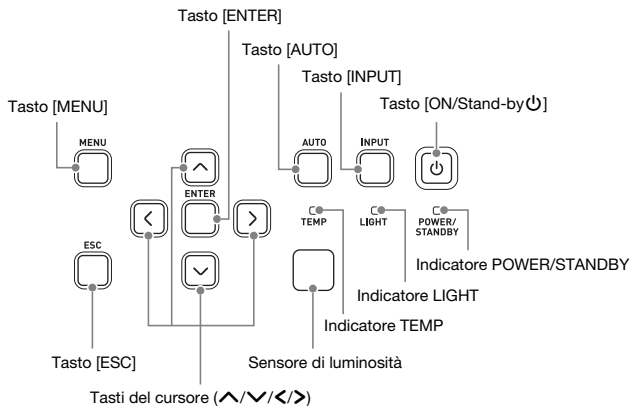 Tasto [ENTER]
Tasto [AUTO]
Tasto [INPUT]
Tasto [MENU]
Tasto [ON/Stand-by⏻]
MENU
AUTO
INPUT
ENTER
TEMP
LIGHT
POWER/
STANDBY
ESC
Indicatore POWER/STANDBY
Indicatore LIGHT
Indicatore TEMP
Tasto [ESC]
Sensore di luminosità
Tasti del cursore (∧/∨/</>)